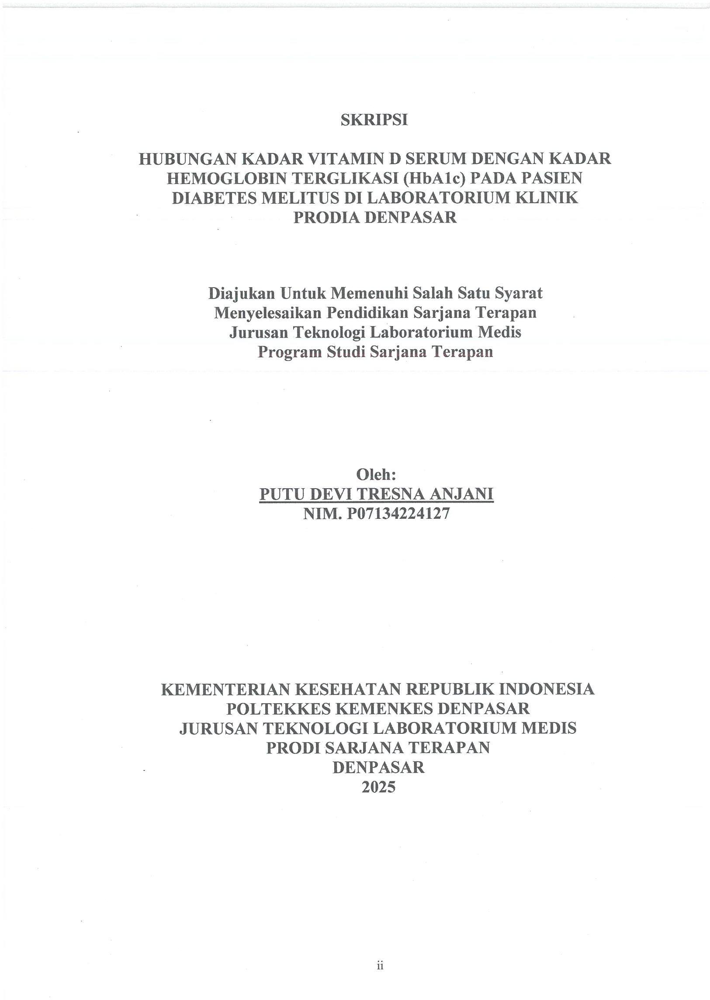 SKRIPSI
HUBUNGAN KADAR VITAMIN D SERUM DENGAN KADAR
HEMOGLOBIN TERGLIKASI (HbA1c) PADA PASIEN
DIABETES MELITUS DI LABORATORIUM KLINIK
PRODIA DENPASAR
Diajukan Untuk Memenuhi Salah Satu Syarat
Menyelesaikan Pendidikan Sarjana Terapan
Jurusan Teknologi Laboratorium Medis
Program Studi Sarjana Terapan
Oleh:
PUTU DEVI TRESNA ANJANI
NIM. P07134224127
KEMENTERIAN KESEHATAN REPUBLIK INDONESIA
POLTEKKES KEMENKES DENPASAR
JURUSAN TEKNOLOGI LABORATORIUM MEDIS
PRODI SARJANA TERAPAN
DENPASAR
2025
ii